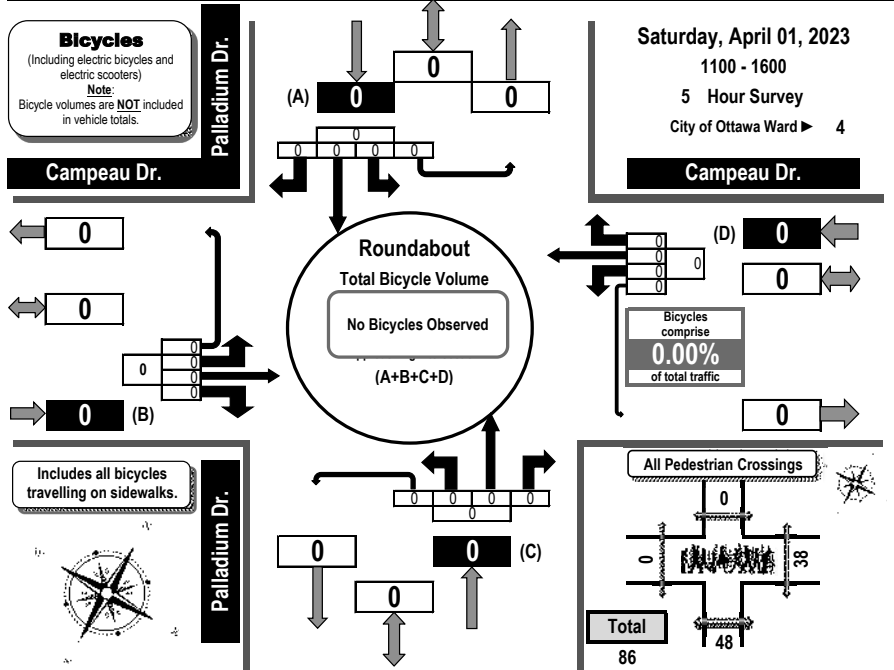 Bicycles
(Including electric bicycles and
electric scooters)
Note:
Bicycle volumes are NOT included
in vehicle totals.
Palladium Dr.
Campeau Dr.
(A)
0
0
0
0
0
0
0
0
Saturday, April 01, 2023
1100 - 1600
5 Hour Survey
City of Ottawa Ward ► 4
Campeau Dr.
0
0
0
0
0
0
0
0
(B)
Roundabout
Total Bicycle Volume
No Bicycles Observed
(A+B+C+D)
(D)
0
0
0
0
0
0
0
0
Bicycles
comprise
0.00%
of total traffic
Includes all bicycles
travelling on sidewalks.
Palladium Dr.
0
0
0
0
0
0
0
(C)
0
All Pedestrian Crossings
0
0
38
48
Total
86